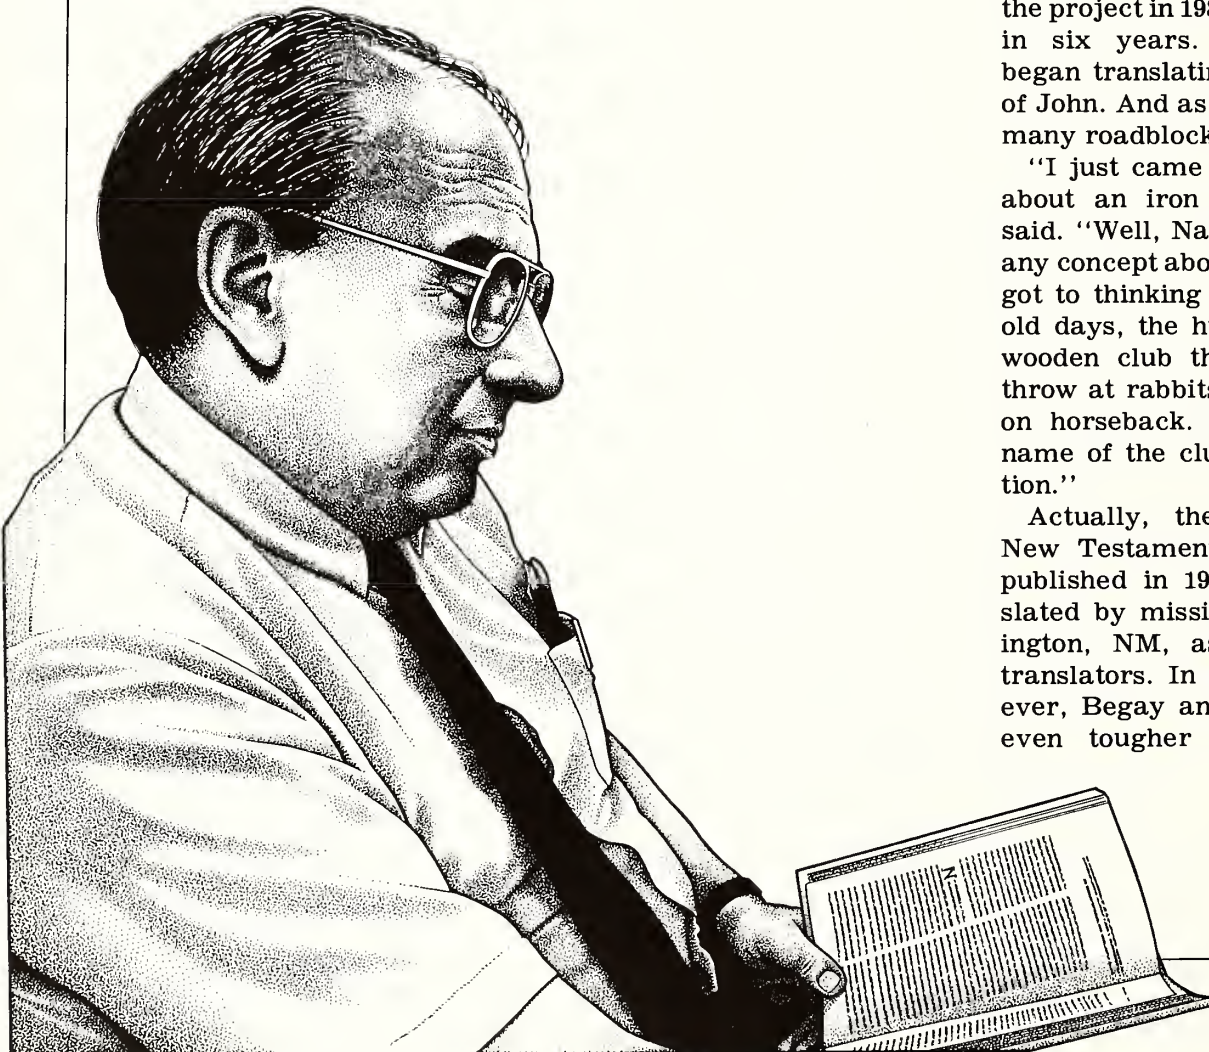 the project in 198
in six years.
began translatin
of John. And as
many roadblock
"I just came
about an iron
said. "Well, Na
any concept abo
got to thinking
old days, the h
wooden club th
throw at rabbits
on horseback.
name of the clu
tion."
Actually, the
New Testamen
published in 19
slated by missi
ington, NM, as
translators. In
ever, Begay an
even tougher
N